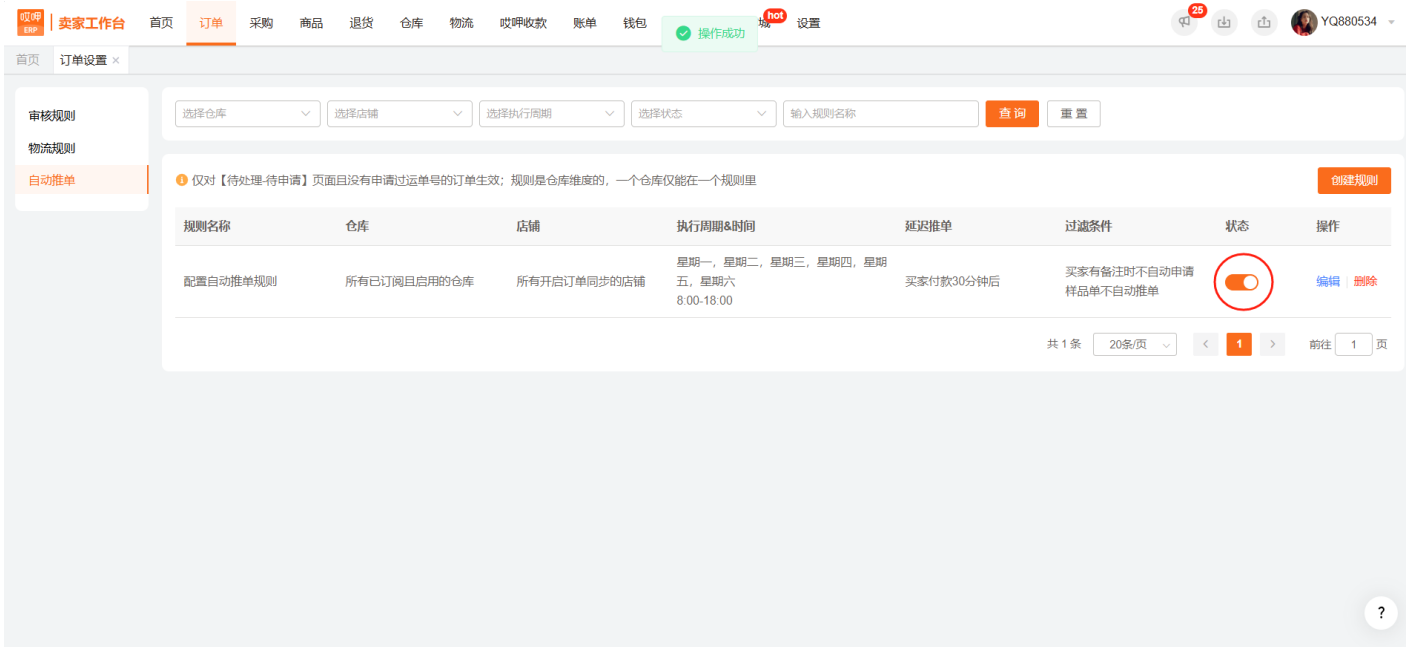 哎呷
ERP
卖家工作台
首页 订单 采购 商品 退货 仓库 物流 哎呷收款 账单 钱包 城 hot 设置
操作成功
25
YQ880534
首页 订单设置 ×
审核规则
物流规则
自动推单
选择仓库 选择店铺 选择执行周期 选择状态 输入规则名称 查询 重置
仅对【待处理-待申请】页面且没有申请过运单号的订单生效；规则是仓库维度的，一个仓库仅能在一个规则里
创建规则
规则名称 仓库 店铺 执行周期&时间 延迟推单 过滤条件 状态 操作
配置自动推单规则 所有已订阅且启用的仓库 所有开启订单同步的店铺
星期一，星期二，星期三，星期四，星期
五，星期六
8:00-18:00
买家付款30分钟后
买家有备注时不自动申请
样品单不自动推单
编辑 删除
共 1 条 20条/页 < 1 > 前往 1 页
?